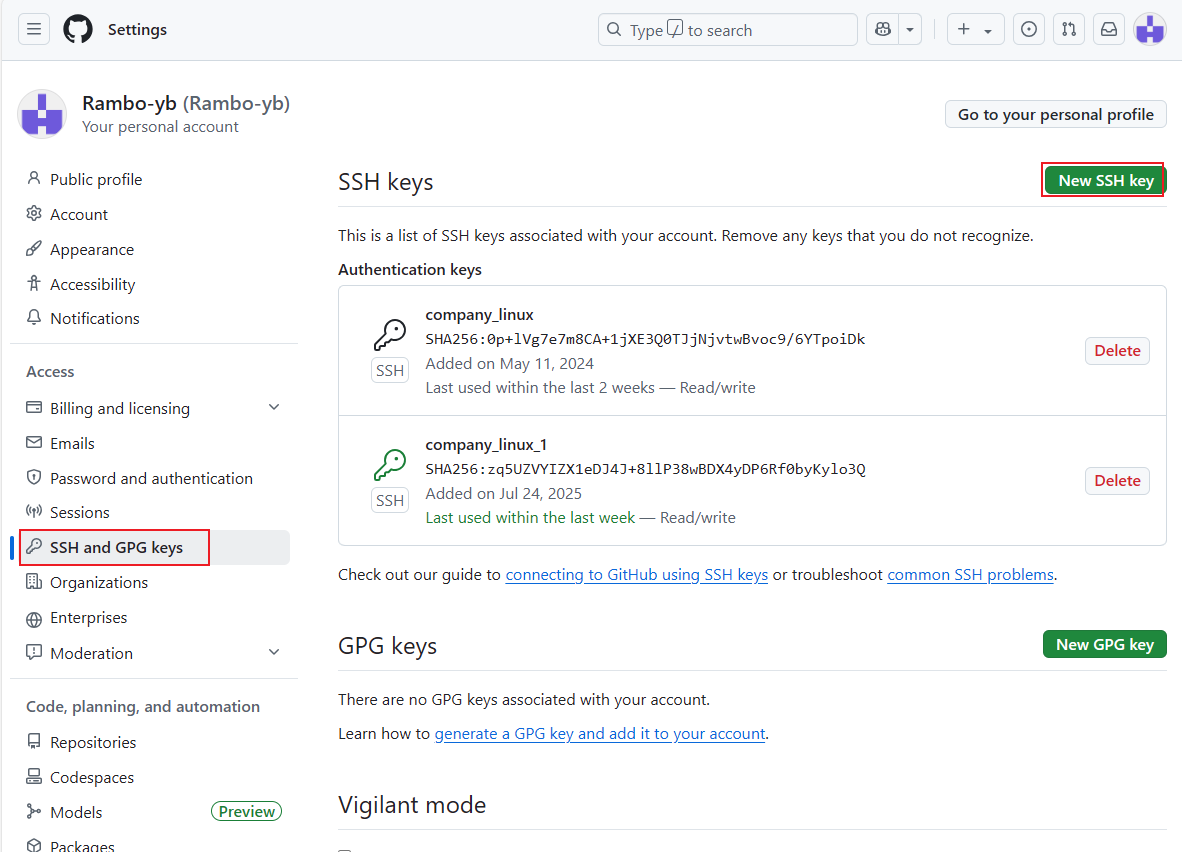 Settings
Type / to search
Rambo-yb (Rambo-yb)
Your personal account
Go to your personal profile
Public profile
Account
Appearance
Accessibility
Notifications
Access
Billing and licensing
Emails
Password and authentication
Sessions
SSH and GPG keys
Organizations
Enterprises
Moderation
Code, planning, and automation
Repositories
Codespaces
Models Preview
Packages
SSH keys
New SSH key
This is a list of SSH keys associated with your account. Remove any keys that you do not recognize.
Authentication keys
company_linux
SHA256:0p+lVg7e7m8CA+1jXE3Q0TJjNjvtwBvoc9/6YTpoiDk
Added on May 11, 2024
Last used within the last 2 weeks — Read/write
SSH
Delete
company_linux_1
SHA256:zq5UZVYIZX1eDJ4J+8llP38wBDX4yDP6Rf0byKylo3Q
Added on Jul 24, 2025
Last used within the last week — Read/write
SSH
Delete
Check out our guide to connecting to GitHub using SSH keys or troubleshoot common SSH problems.
GPG keys
New GPG key
There are no GPG keys associated with your account.
Learn how to generate a GPG key and add it to your account.
Vigilant mode